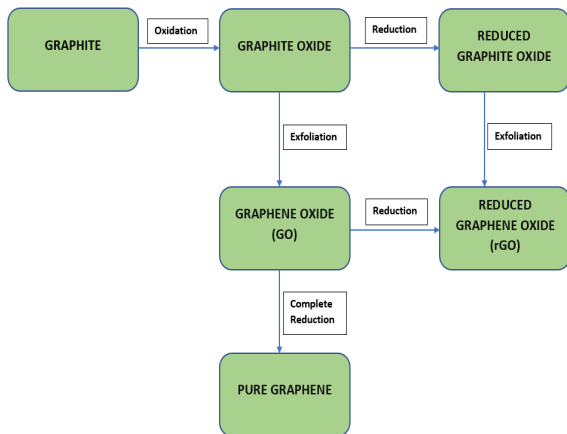 GRAPHITE
Oxidation
GRAPHITE OXIDE
Reduction
REDUCED
GRAPHITE OXIDE
Exfoliation
Exfoliation
GRAPHENE OXIDE
(GO)
Reduction
REDUCED
GRAPHENE OXIDE
(rGO)
Complete
Reduction
PURE GRAPHENE